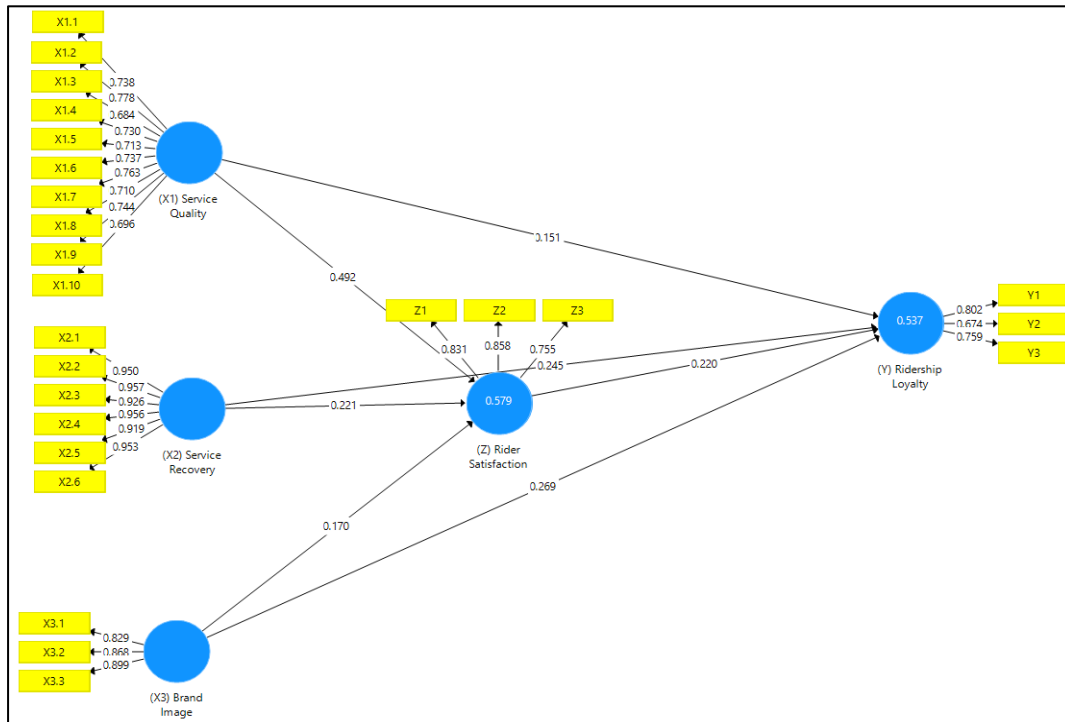 X1.1
X1.2
X1.3
X1.4
X1.5
X1.6
X1.7
X1.8
X1.9
X1.10
0.738
0.778
0.684
0.730
0.713
0.737
0.763
0.710
0.744
0.696
(X1) Service
Quality
0.151
0.492
X2.1
X2.2
X2.3
X2.4
X2.5
X2.6
0.950
0.957
0.926
0.956
0.919
0.953
(X2) Service
Recovery
0.221
0.245
Z1
Z2
Z3
0.831
0.858
0.755
0.579
(Z) Rider
Satisfaction
0.220
0.537
(Y) Ridership
Loyalty
0.802
0.674
0.759
Y1
Y2
Y3
0.170
0.269
X3.1
X3.2
X3.3
0.829
0.868
0.899
(X3) Brand
Image